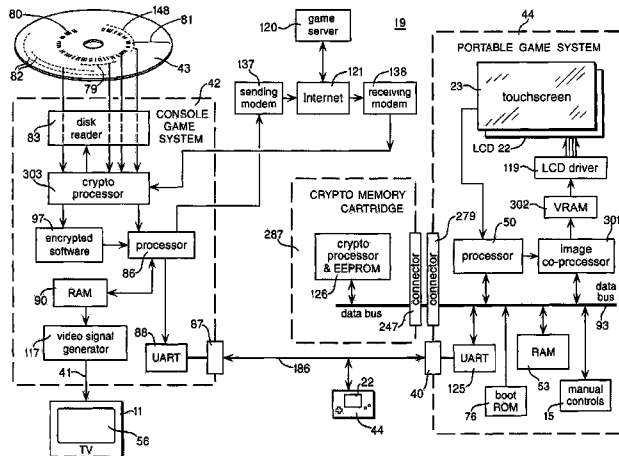 80
148
81
82
79
43
42
83
disk
reader
CONSOLE
GAME
SYSTEM
303
crypto
processor
97
encrypted
software
processor
86
90
RAM
117
video signal
generator
88
UART
87
41
11
56
TV
120
game
server
19
137
sending
modem
121
Internet
138
receiving
modem
CRYPTO MEMORY
CARTRIDGE
287
crypto
processor
& EEPROM
126
data bus
connector
connector
247
279
186
22
44
40
44
PORTABLE GAME SYSTEM
23
touchscreen
LCD 22
119
LCD driver
302
VRAM
50
processor
301
image
co-processor
data
bus
93
UART
125
boot
ROM
76
RAM
53
manual
controls
15